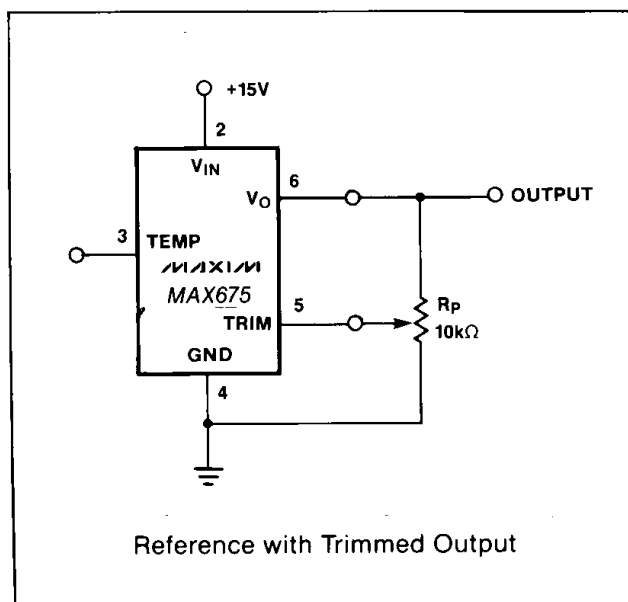 +15V
2
VIN
VO
6
OUTPUT
3
TEMP
MAXIM
MAX675
5
TRIM
RP
10kΩ
GND
4
Reference with Trimmed Output